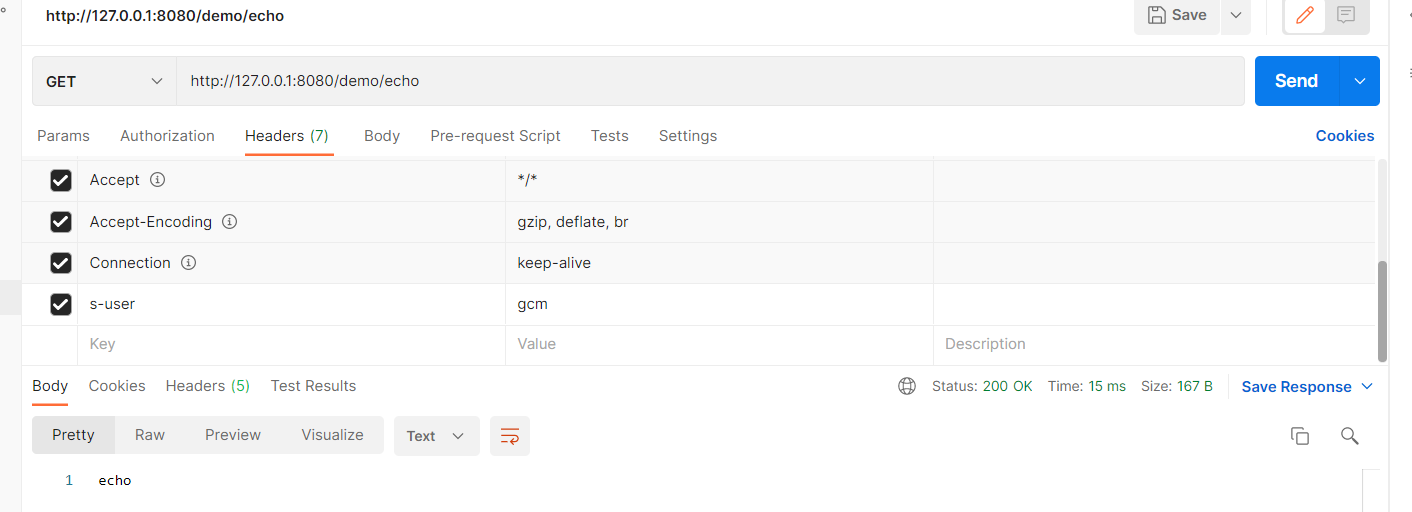 http://127.0.0.1:8080/demo/echo
Save
GET http://127.0.0.1:8080/demo/echo Send
Params Authorization Headers (7) Body Pre-request Script Tests Settings Cookies
Accept */*
Accept-Encoding gzip, deflate, br
Connection keep-alive
s-user gcm
Key Value Description
Body Cookies Headers (5) Test Results Status: 200 OK Time: 15 ms Size: 167 B Save Response
Pretty Raw Preview Visualize Text
1 echo